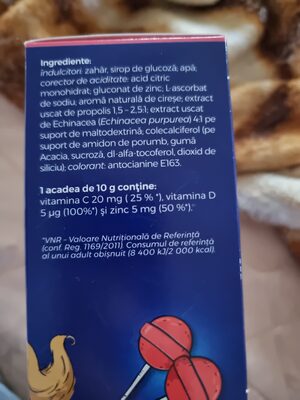 Ingrediente:
îndulcitori: zahăr, sirop de glucoză; apă;
corector de aciditate: acid citric
monohidrat; gluconat de zinc; L-ascorbat
de sodiu, aromă naturală de cireșe; extract
uscat de propolis 1,5 - 2,5:1; extract uscat
de Echinacea (Echinacea purpurea) 4:1 pe
suport de maltodextrină; colecalciferol (pe
suport de amidon de porumb, gumă
Acacia, sucroză, dl-alfa-tocoferol, dioxid de
siliciu); colorant: antocianine E163.
1 acadea de 10 g conține:
vitamina C 20 mg ( 25 % *), vitamina D
5 µg (100%*) și zinc 5 mg (50 %*).
*VNR - Valoare Nutrițională de Referință
(conf. Reg. 1169/2011). Consumul de referință
al unui adult obișnuit (8 400 kJ/2 000 kcal).